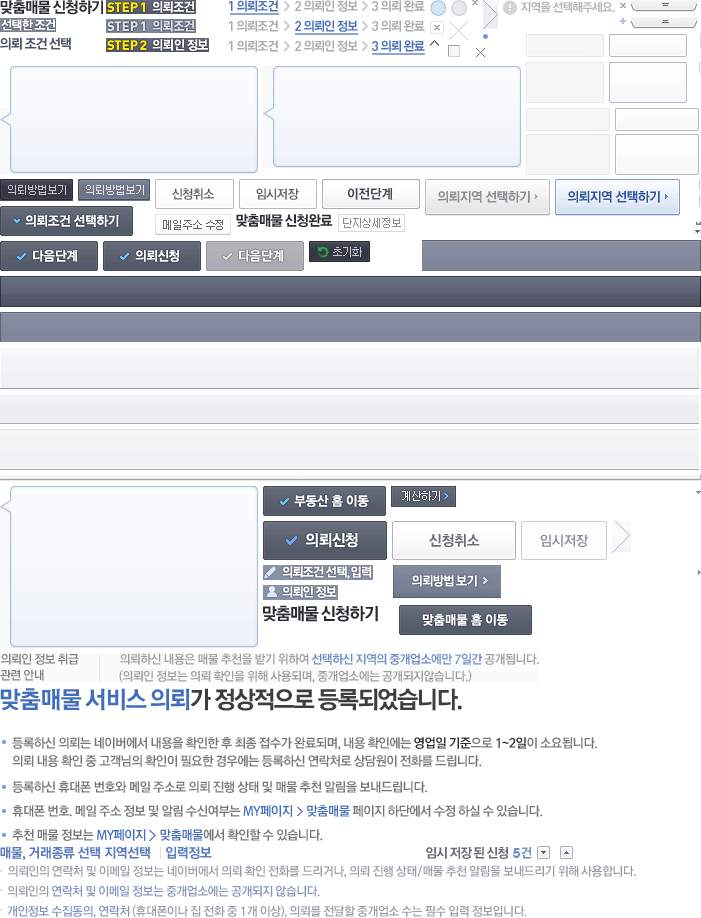 맞춤매물 신청하기 STEP 1 의뢰조건 1 의뢰조건 2 의뢰인 정보 3 의뢰 완료 지역을 선택해주세요.
선택한 조건 STEP 1 의뢰조건 1 의뢰조건 2 의뢰인 정보 3 의뢰 완료
의뢰 조건 선택 STEP 2 의뢰인 정보 1 의뢰조건 2 의뢰인 정보 3 의뢰 완료
의뢰방법보기 의뢰방법보기 신청취소 임시저장 이전단계 의뢰지역 선택하기 의뢰지역 선택하기
의뢰조건 선택하기 메일주소 수정 맞춤매물 신청완료 단지상세정보
다음단계 의뢰신청 다음단계 초기화
부동산 홈 이동 계산하기
의뢰신청 신청취소 임시저장
의뢰조건 선택, 입력 의뢰방법 보기
의뢰인 정보
맞춤매물 신청하기 맞춤매물 홈 이동
의뢰인 정보 취급 의뢰하신 내용은 매물 추천을 받기 위하여 선택하신 지역의 중개업소에만 7일간 공개됩니다.
관련 안내 (의뢰인 정보는 의뢰 확인을 위해 사용되며, 중개업소에는 공개되지않습니다.)
맞춤매물 서비스 의뢰가 정상적으로 등록되었습니다.
• 등록하신 의뢰는 네이버에서 내용을 확인한 후 최종 접수가 완료되며, 내용 확인에는 영업일 기준으로 1~2일이 소요됩니다.
의뢰 내용 확인 중 고객님의 확인이 필요한 경우에는 등록하신 연락처로 상담원이 전화를 드립니다.
• 등록하신 휴대폰 번호와 메일 주소로 의뢰 진행 상태 및 매물 추천 알림을 보내드립니다.
• 휴대폰 번호, 메일 주소 정보 및 알림 수신여부는 MY페이지 > 맞춤매물 페이지 하단에서 수정 하실 수 있습니다.
• 추천 매물 정보는 MY페이지 > 맞춤매물에서 확인할 수 있습니다.
매물, 거래종류 선택 지역선택 입력정보 임시 저장 된 신청 5건
- 의뢰인의 연락처 및 이메일 정보는 네이버에서 의뢰 확인 전화를 드리거나, 의뢰 진행 상태/매물 추천 알림을 보내드리기 위해 사용합니다.
- 의뢰인의 연락처 및 이메일 정보는 중개업소에는 공개되지 않습니다.
- 개인정보 수집동의, 연락처 (휴대폰이나 집 전화 중 1개 이상), 의뢰를 전달할 중개업소 수는 필수 입력 정보입니다.